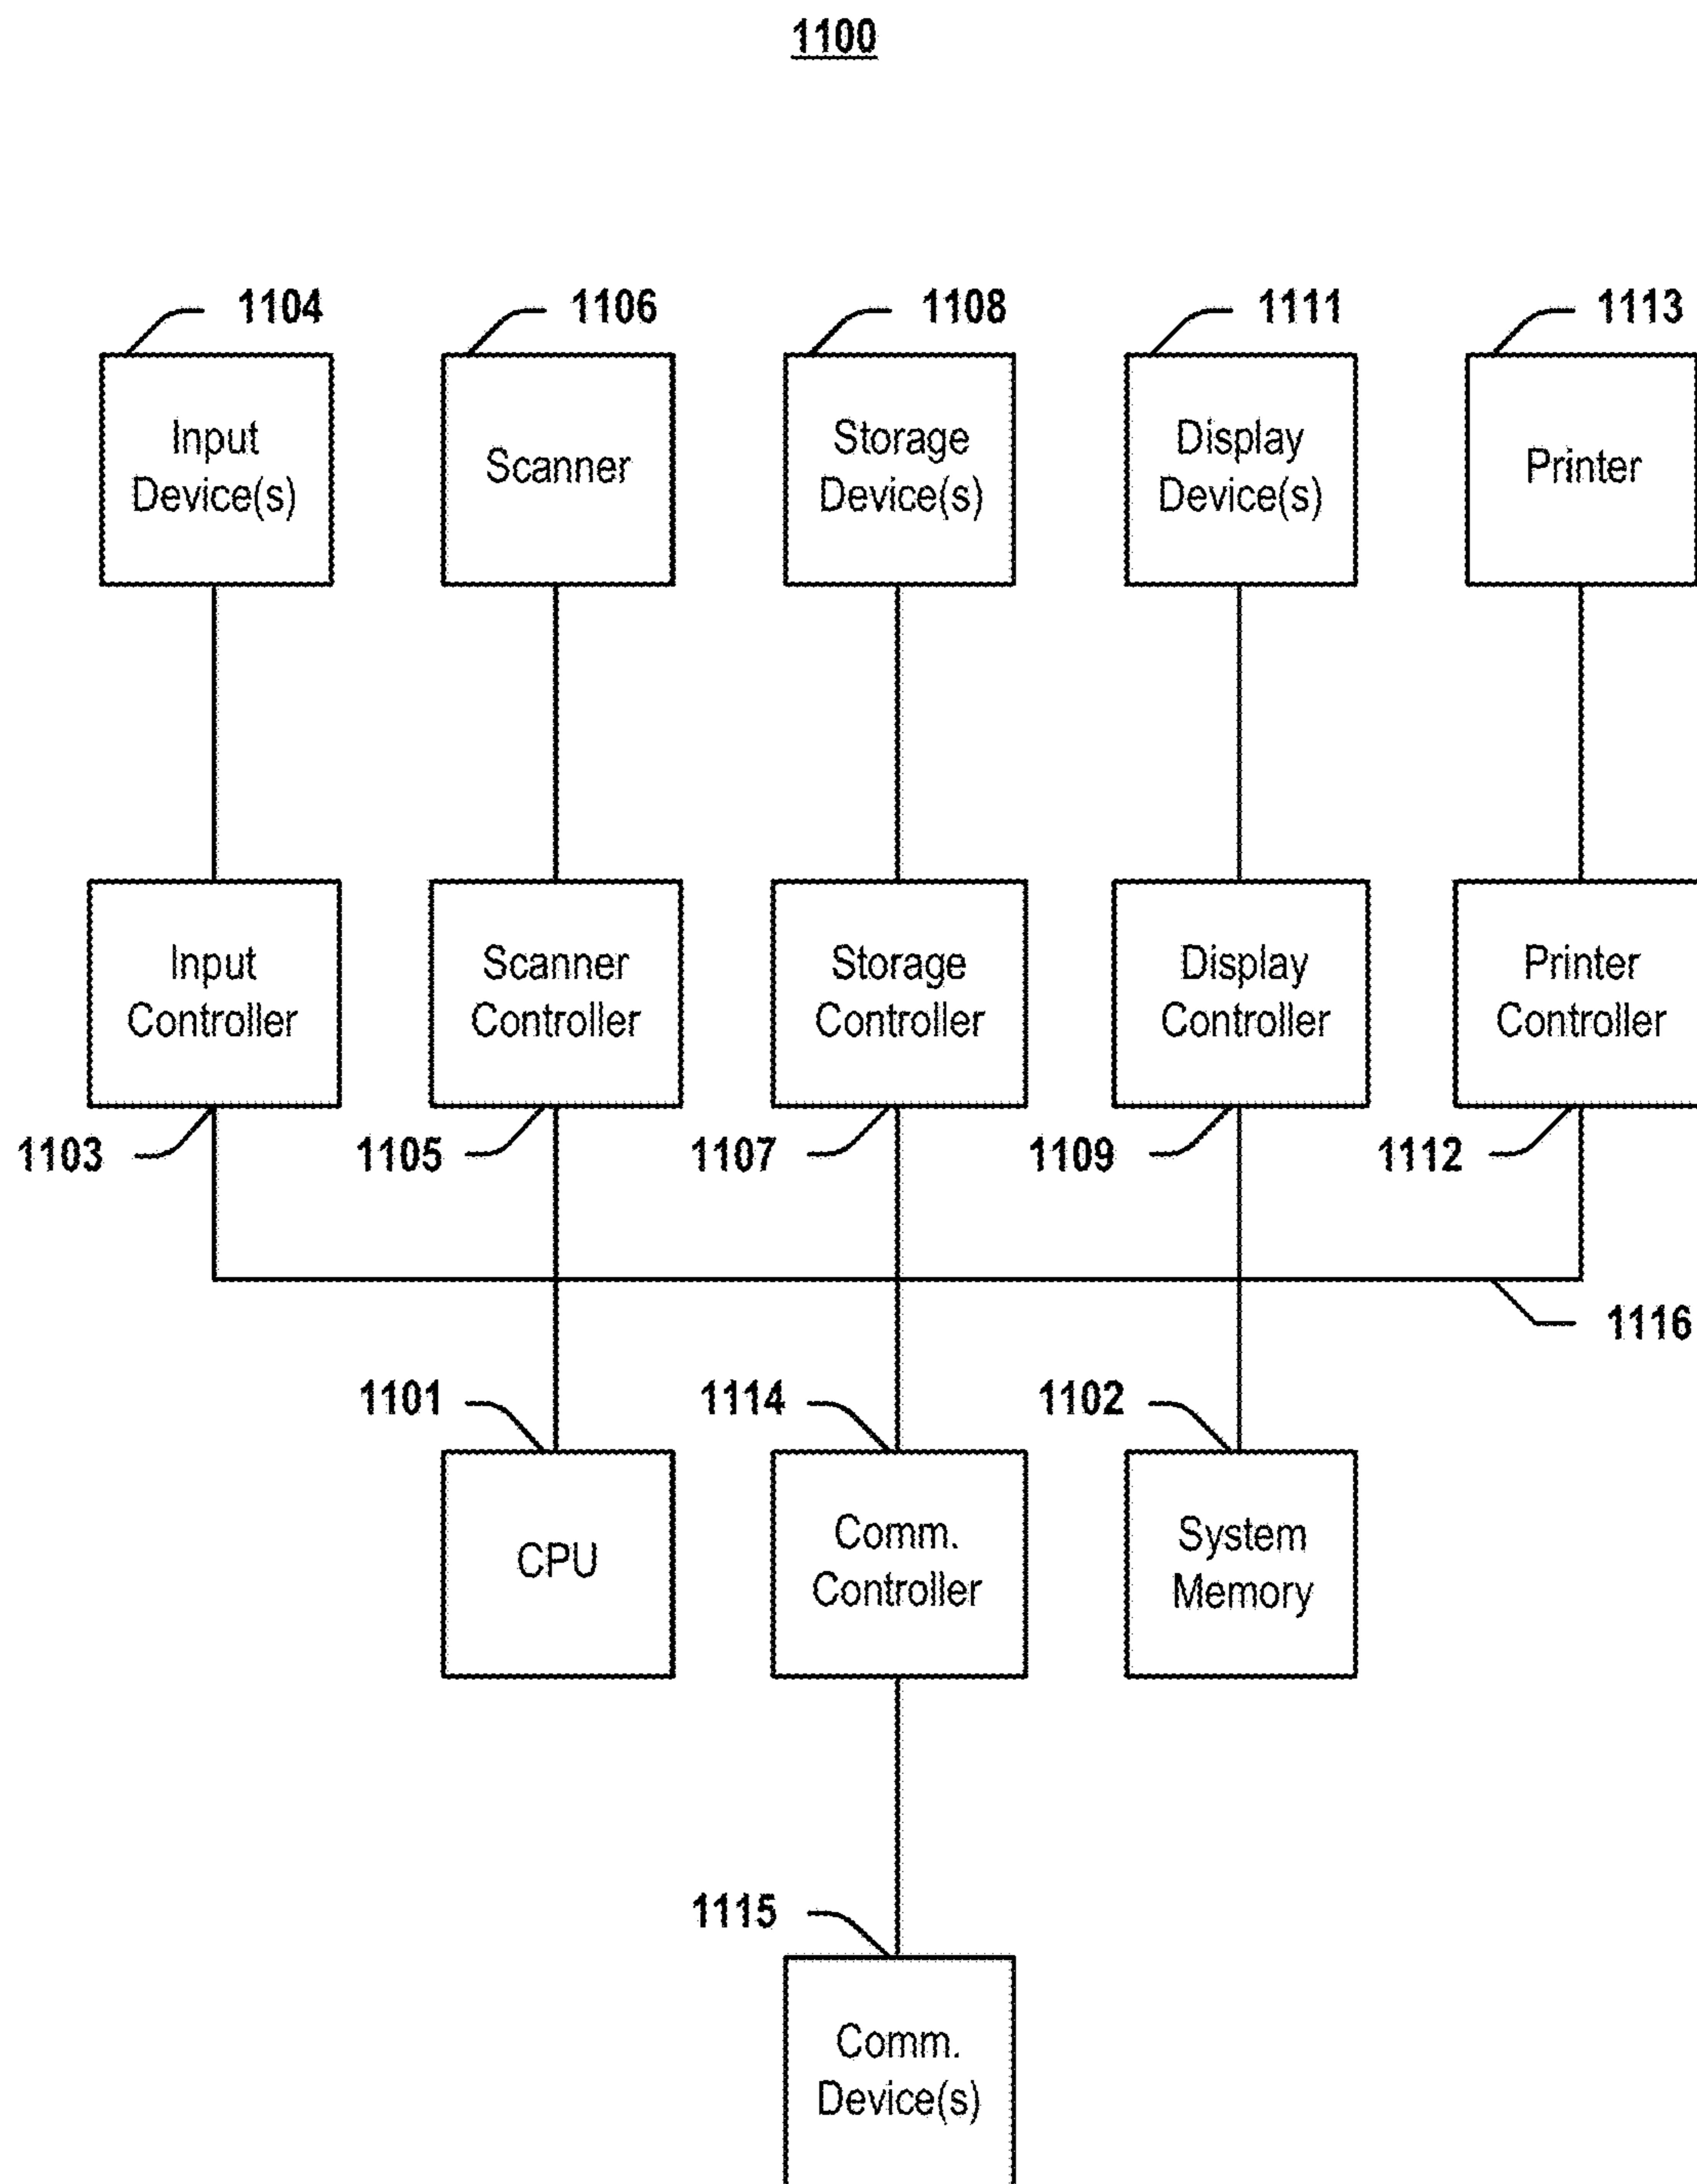 1100
1104
1106
1108
1111
1113
Input
Device(s)
Scanner
Storage
Device(s)
Display
Device(s)
Printer
Input
Controller
Scanner
Controller
Storage
Controller
Display
Controller
Printer
Controller
1103
1105
1107
1109
1112
1116
1101
1114
1102
CPU
Comm.
Controller
System
Memory
1115
Comm.
Device(s)